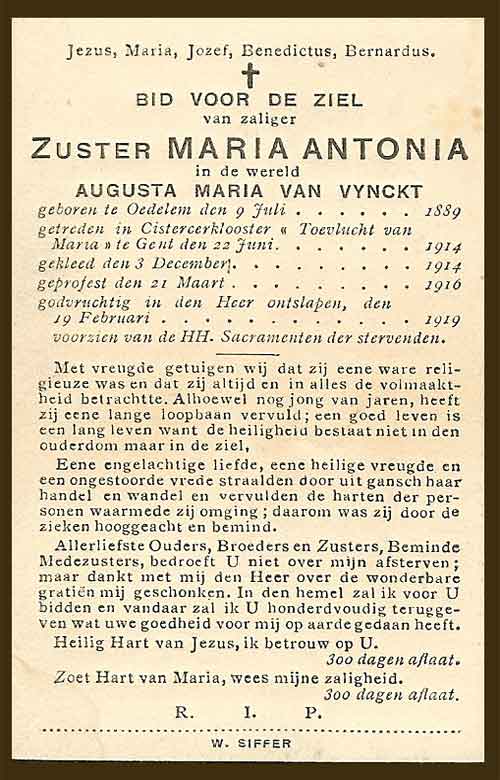 Jezus, Maria, Jozef, Benedictus, Bernardus.
BID VOOR DE ZIEL
van zaliger
ZUSTER MARIA ANTONIA
in de wereld
AUGUSTA MARIA VAN VYNCKT
geboren te Oedelem den 9 Juli . . . . . . 1889
getreden in Cistercerklooster « Toevlucht van
Maria » te Gent den 22 Juni. . . . . . . 1914
gekleed den 3 December. . . . . . . . . 1914
geprofest den 21 Maart . . . . . . . . . 1916
godvruchtig in den Heer ontslapen, den
19 Februari . . . . . . . . . . . . 1919
voorzien van de HH. Sacramenten der stervenden.
Met vreugde getuigen wij dat zij eene ware reli-
gieuze was en dat zij altijd en in alles de volmaakt-
heid betrachtte. Alhoewel nog jong van jaren, heeft
zij eene lange loopbaan vervuld; een goed leven is
een lang leven want de heiligheid bestaat niet in den
ouderdom maar in de ziel,
Eene engelachtige liefde, eene heilige vreugde en
een ongestoorde vrede straalden door uit gansch haar
handel en wandel en vervulden de harten der per-
sonen waarmede zij omging; daarom was zij door de
zieken hooggeacht en bemind.
Allerliefste Ouders, Broeders en Zusters, Beminde
Medezusters, bedroeft U niet over mijn afsterven;
maar dankt met mij den Heer over de wonderbare
gratiën mij geschonken. In den hemel zal ik voor U
bidden en vandaar zal ik U honderdvoudig terugge-
ven wat uwe goedheid voor mij op aarde gedaan heeft.
Heilig Hart van Jezus, ik betrouw op U.
300 dagen aflaat.
Zoet Hart van Maria, wees mijne zaligheid.
300 dagen aflaat.
R. I. P.
W. SIFFER